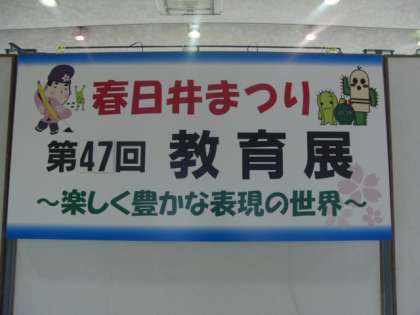 春日井まつり
第47回 教育展
～楽しく豊かな表現の世界～